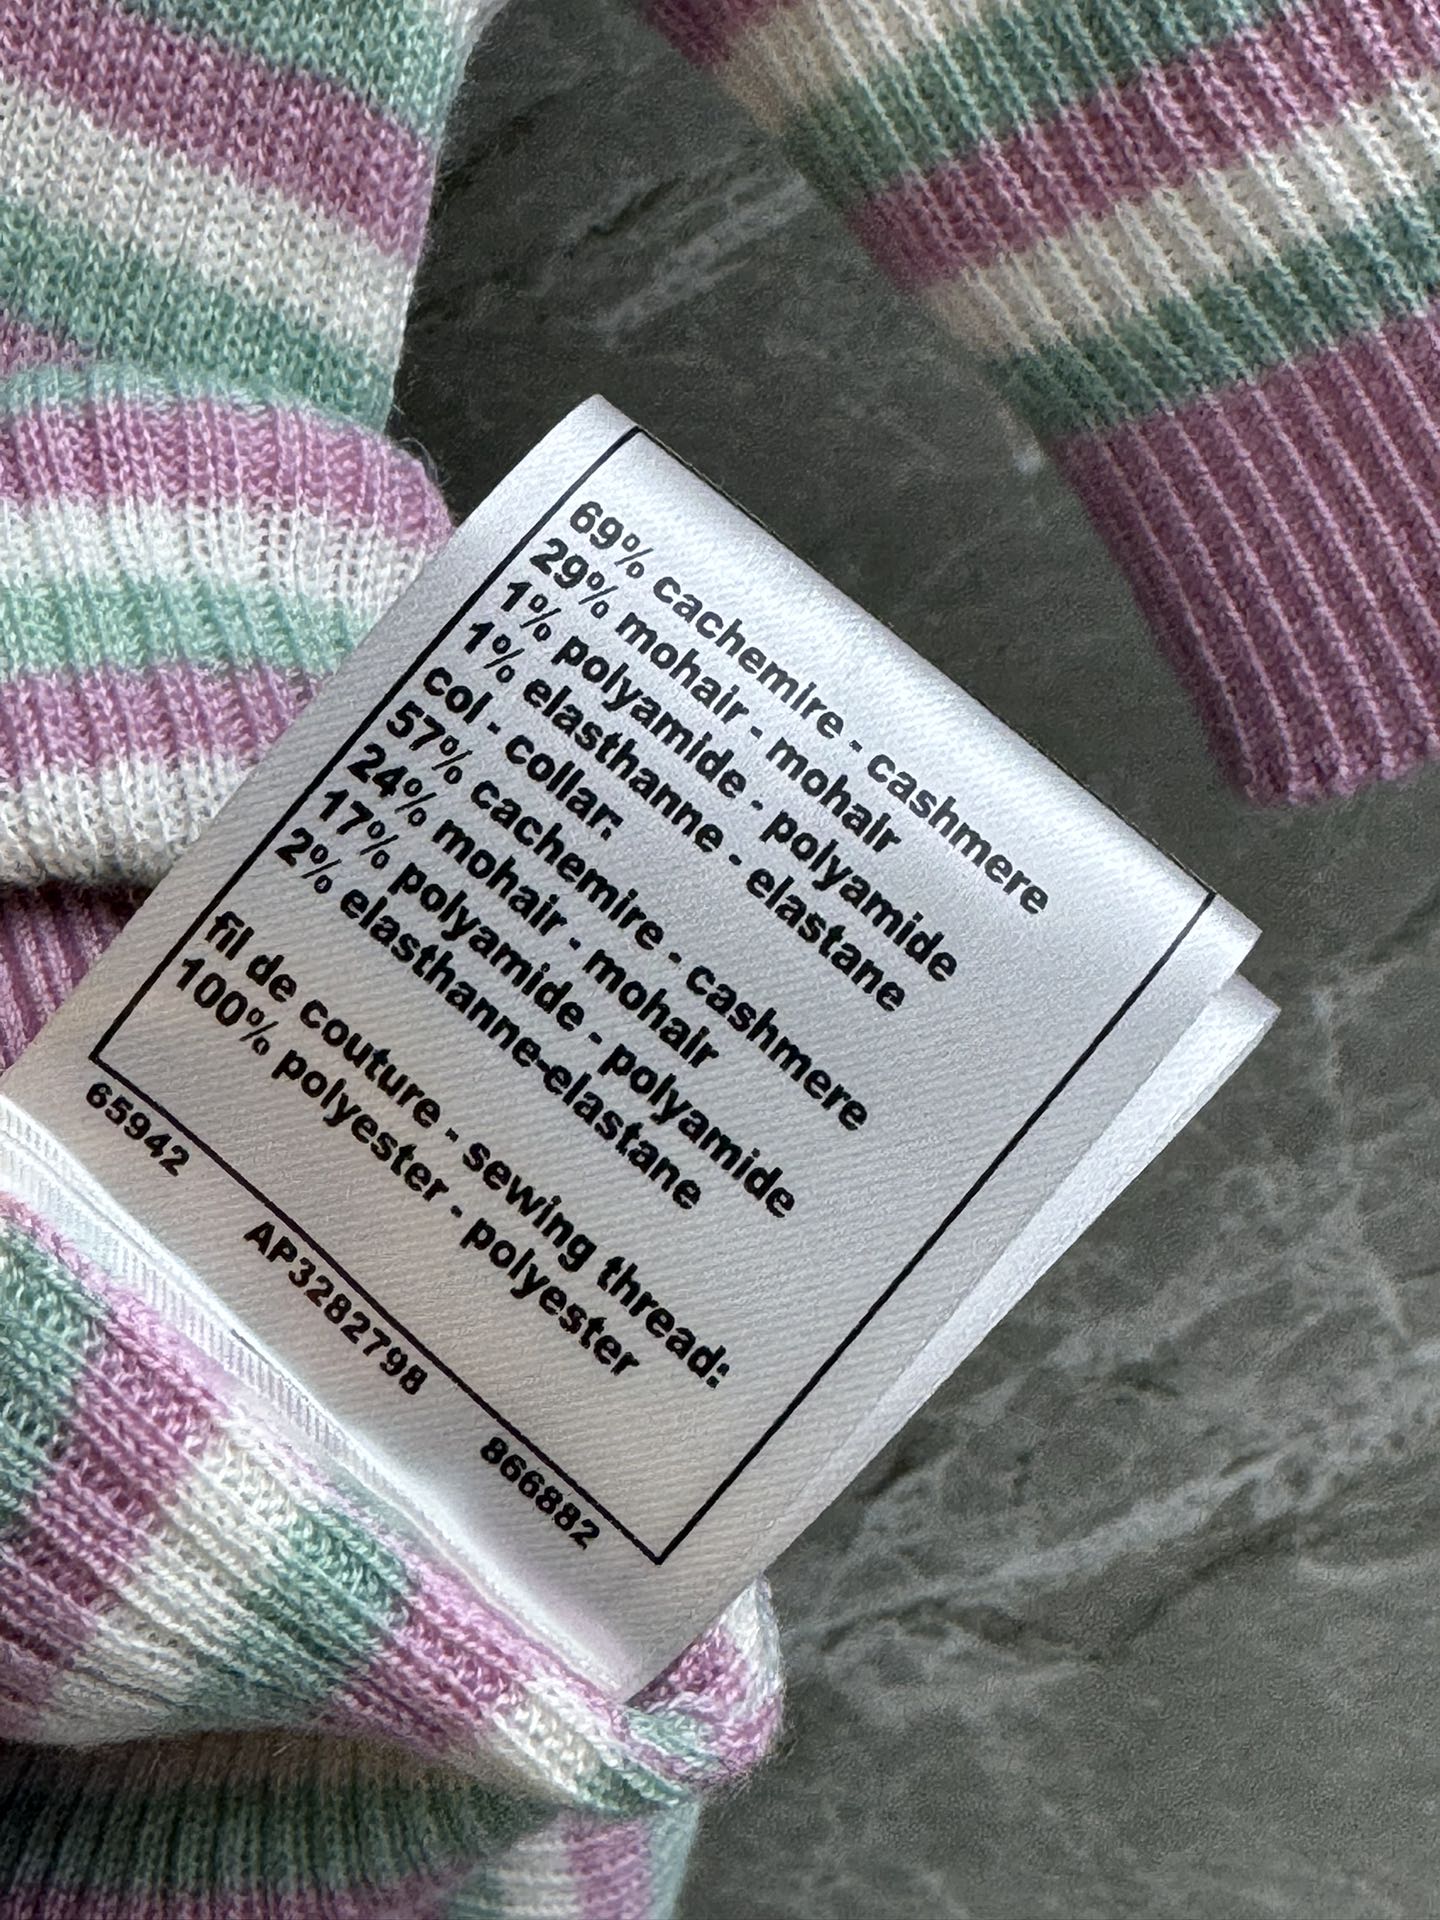 69% cachemire - cashmere
29% mohair - mohair
1% polyamide - polyamide
1% elasthanne - elastane
col - collar:
57% cachemire - cashmere
24% mohair - mohair
17% polyamide - polyamide
2% elasthanne-elastane
fil de couture - sewing thread:
100% polyester - polyester
65942 AP3282798 866882